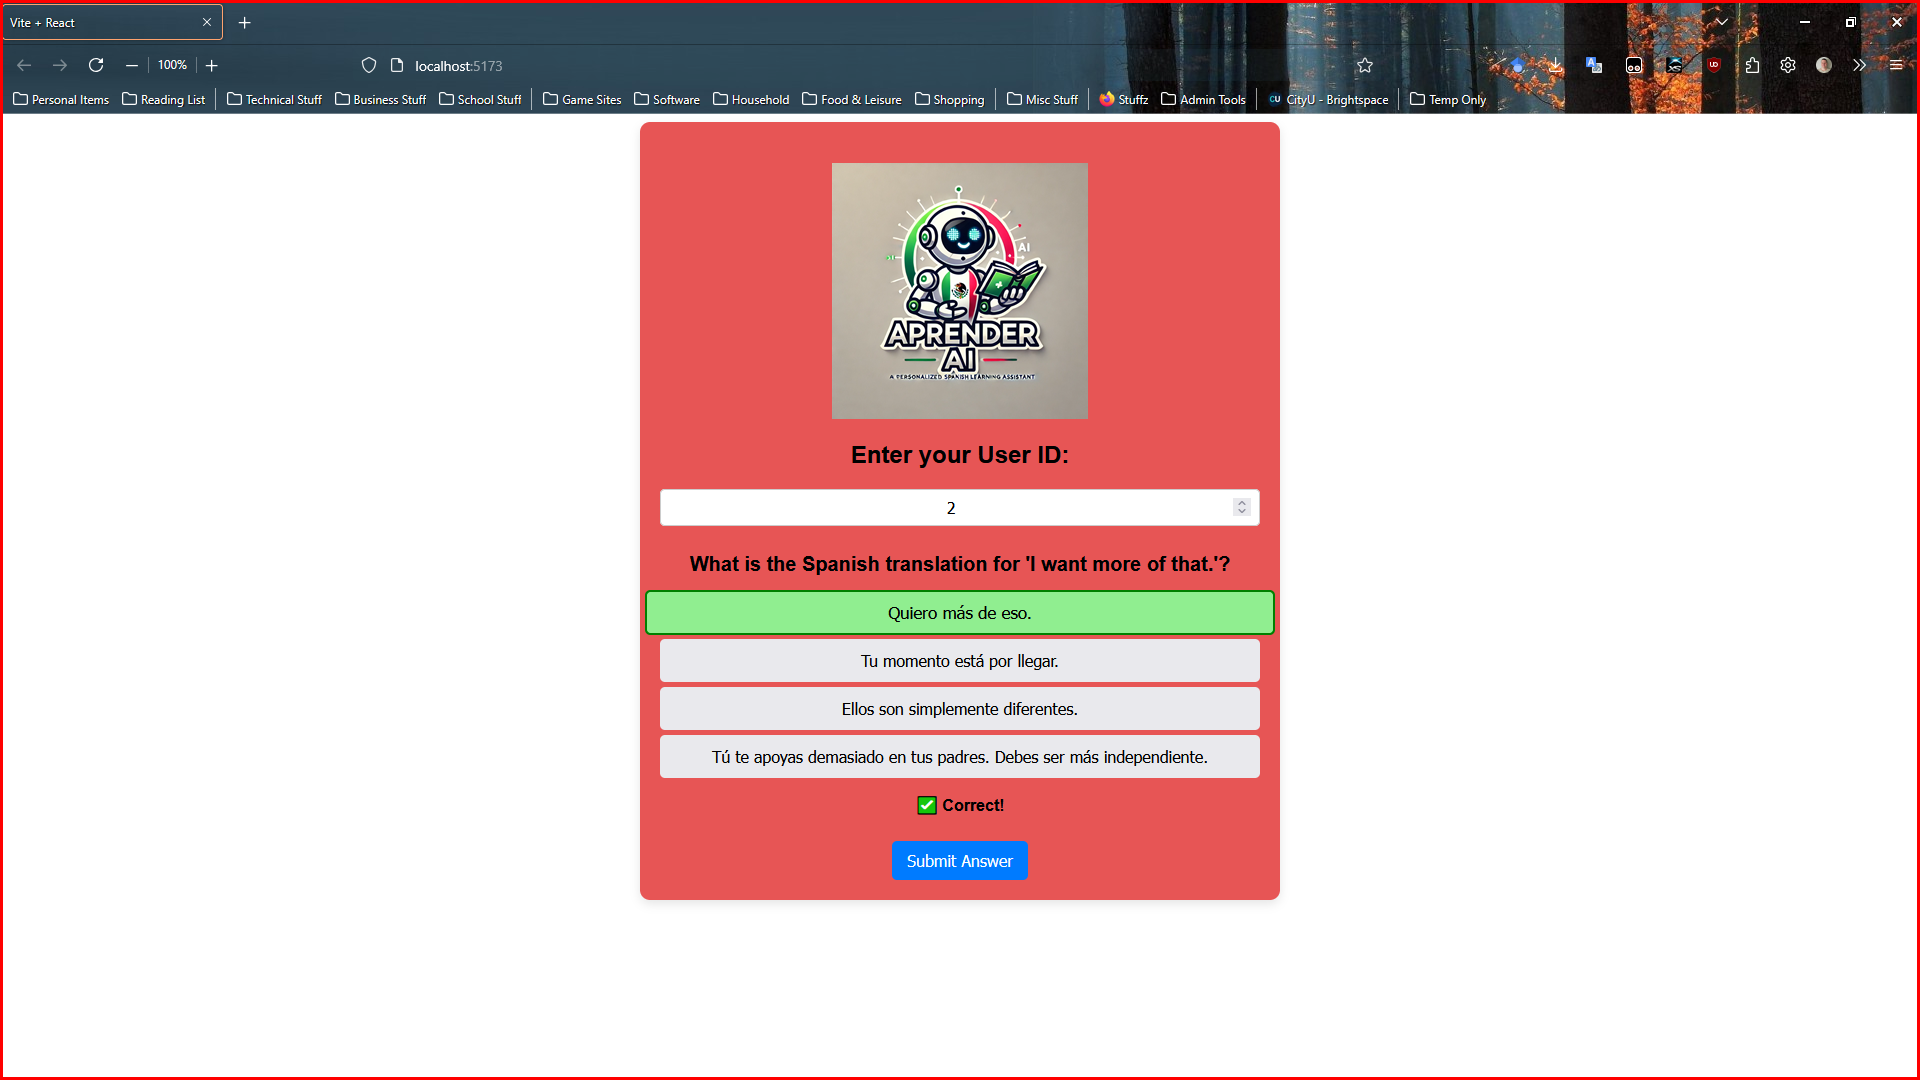 Vite + React
100%
localhost:5173
Personal Items Reading List Technical Stuff Business Stuff School Stuff Game Sites Software Household Food & Leisure Shopping Misc Stuff Stuffz Admin Tools CU CityU - Brightspace Temp Only
AI
APRENDER
AI
A PERSONALIZED SPANISH LEARNING ASSISTANT
Enter your User ID:
2
What is the Spanish translation for 'I want more of that.'?
Quiero más de eso.
Tu momento está por llegar.
Ellos son simplemente diferentes.
Tú te apoyas demasiado en tus padres. Debes ser más independiente.
Correct!
Submit Answer